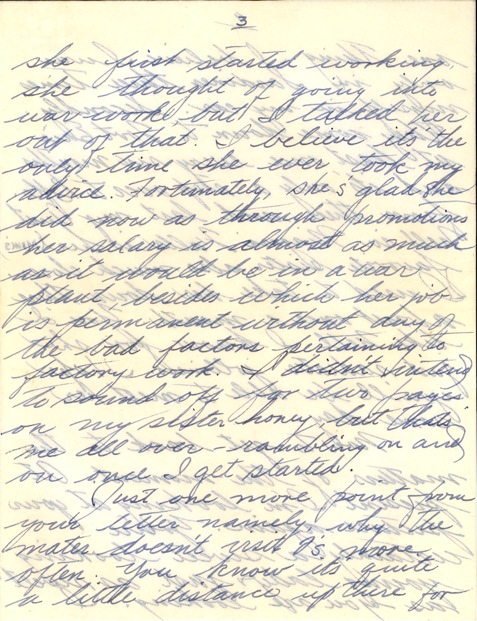 3
she first started working
she thought of going into
war work, but I talked her
out of that. I believe it's the
only time she ever took my
advice. Fortunately, she's glad she
did now as through promotions
her salary is almost as much
as it would be in a war
plant, besides which her job
is permanent without any of
the bad factors pertaining to
factory work. I didn't intend
to sound off for two pages
on my sister honey, but thats
me all over - rambling on and
on once I get started.
Just one more point from
your letter namely, why the
mater doesn't visit more
often. You know its quite
a little distance up there for